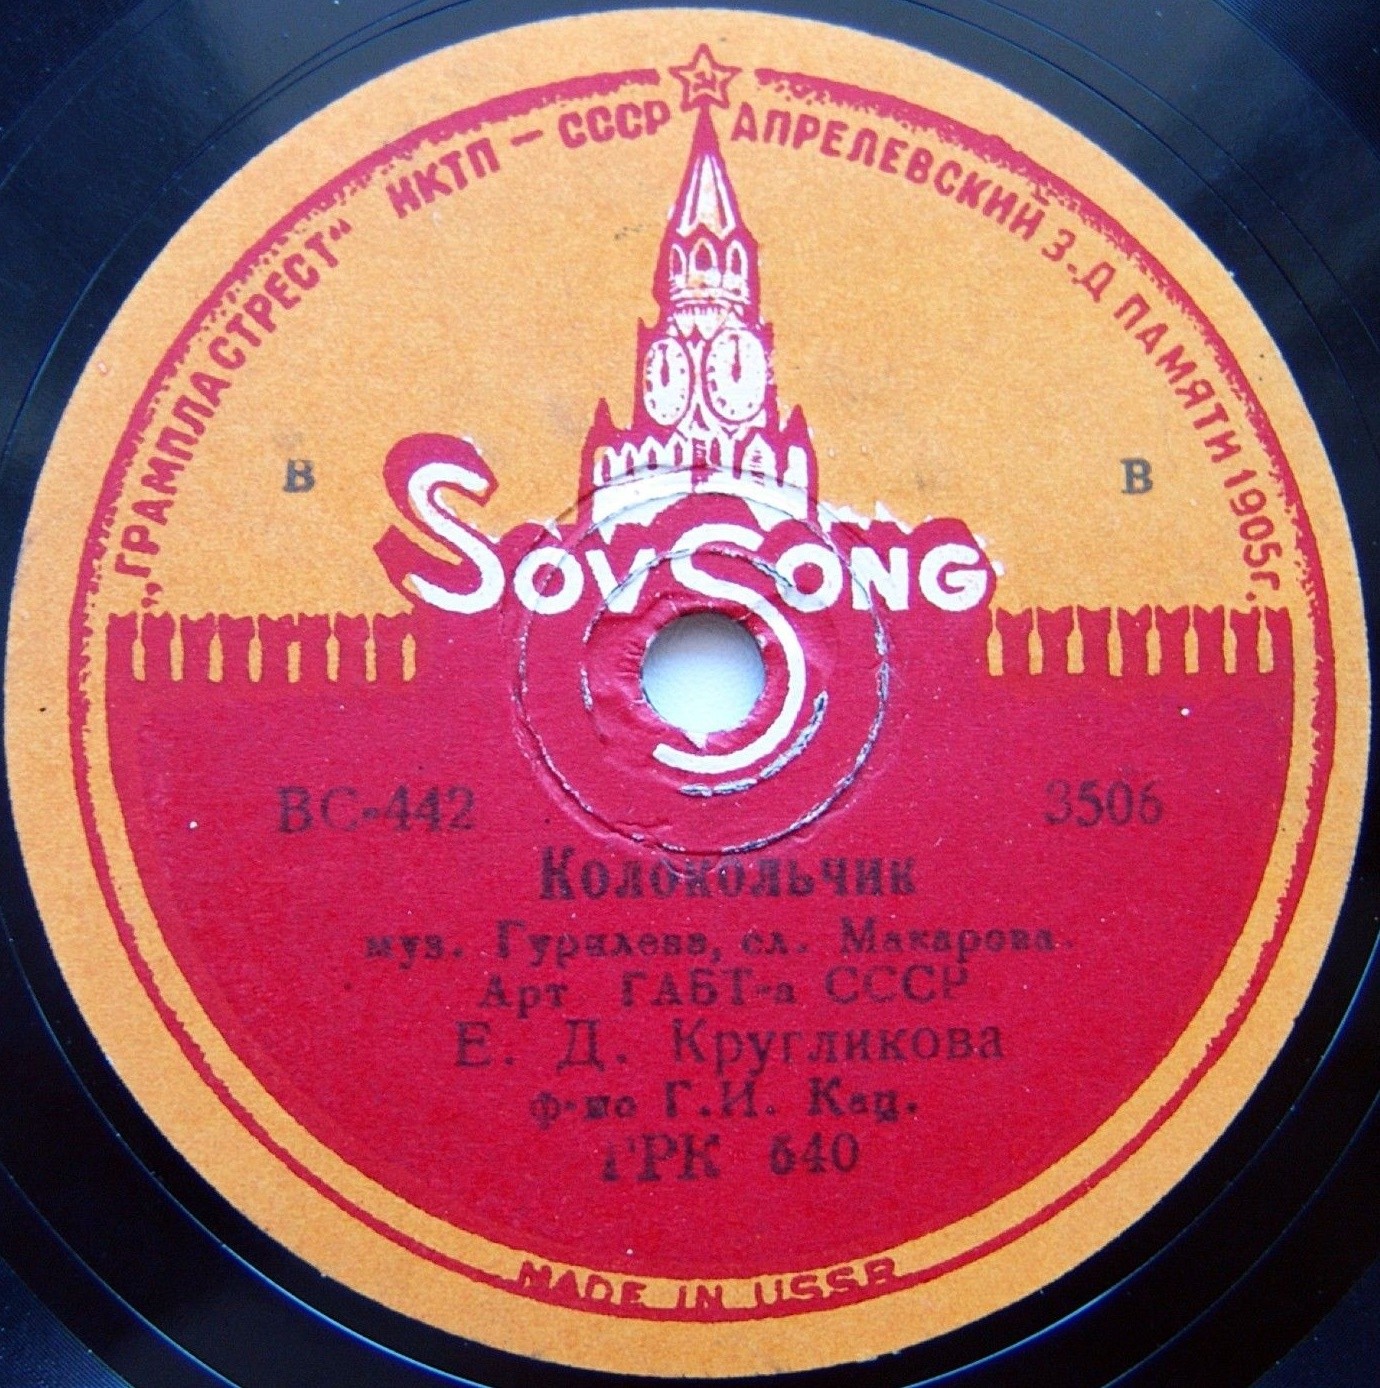 „ГРАМПЛАСТРЕСТ“ НКТП – СССР АПРЕЛЕВСКИЙ З-Д ПАМЯТИ 1905г.
В В
SovSong
ВС-442 3506
Колокольчик
муз. Гурилева, сл. Макарова.
Арт ГАБТ-а СССР
Е. Д. Кругликова
ф-но Г.И. Кац.
ГРК 640
MADE IN USSR